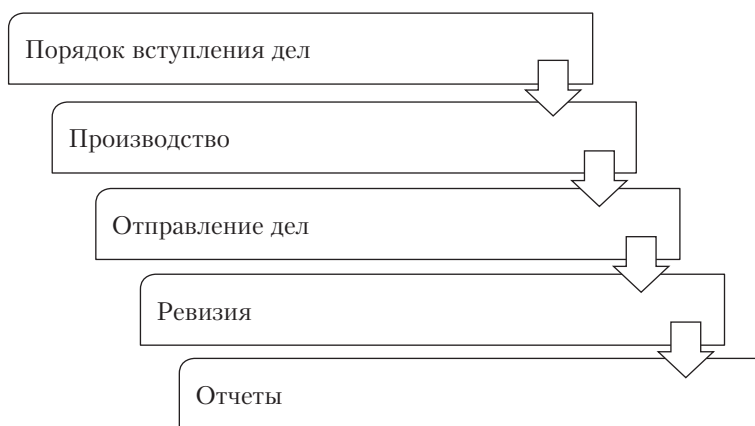 Порядок вступления дел
Производство
Отправление дел
Ревизия
Отчеты